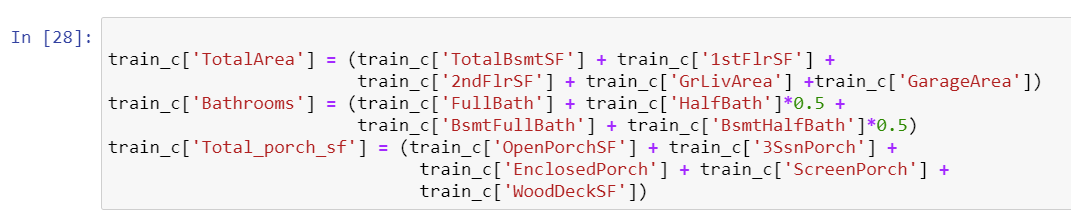 In [28]:
train_c['TotalArea'] = (train_c['TotalBsmtSF'] + train_c['1stFlrSF'] +
train_c['2ndFlrSF'] + train_c['GrLivArea'] +train_c['GarageArea'])
train_c['Bathrooms'] = (train_c['FullBath'] + train_c['HalfBath']*0.5 +
train_c['BsmtFullBath'] + train_c['BsmtHalfBath']*0.5)
train_c['Total_porch_sf'] = (train_c['OpenPorchSF'] + train_c['3SsnPorch'] +
train_c['EnclosedPorch'] + train_c['ScreenPorch'] +
train_c['WoodDeckSF'])